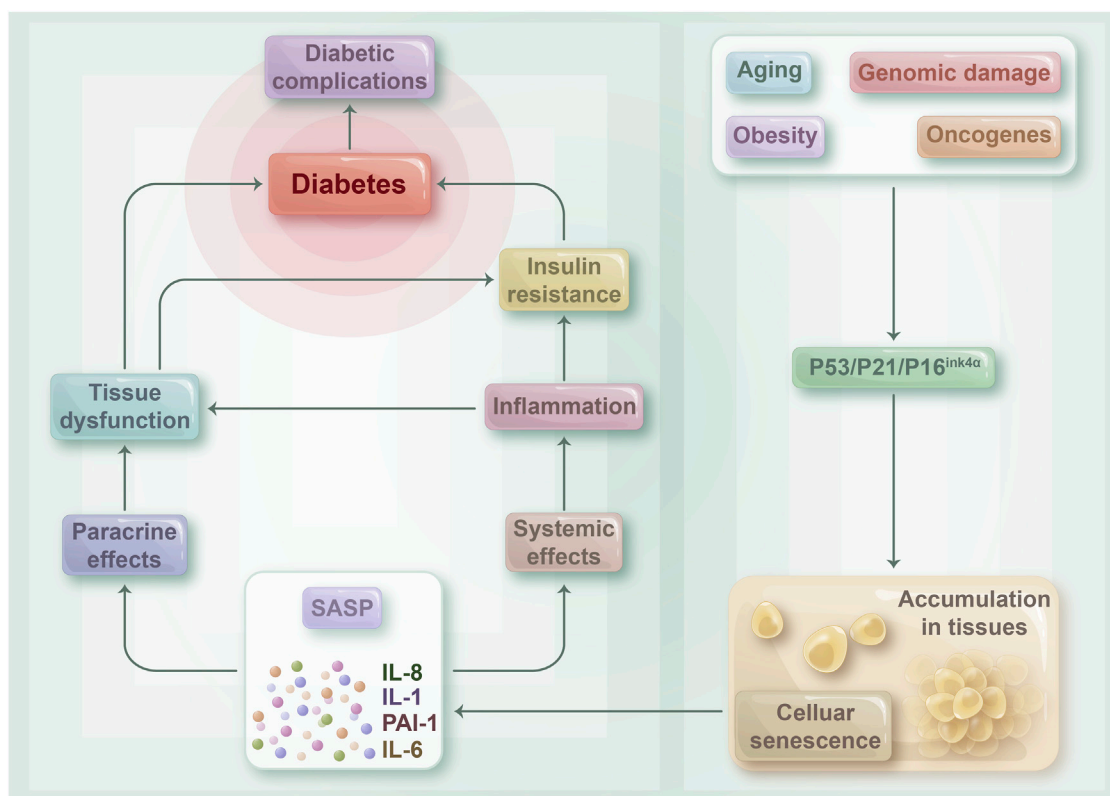 Diabetic
complications
Diabetes
Insulin
resistance
Tissue
dysfunction
Inflammation
Paracrine
effects
Systemic
effects
SASP
IL-8
IL-1
PAI-1
IL-6
Aging
Genomic damage
Obesity
Oncogenes
P53/P21/P16ink4α
Accumulation
in tissues
Celluar
senescence